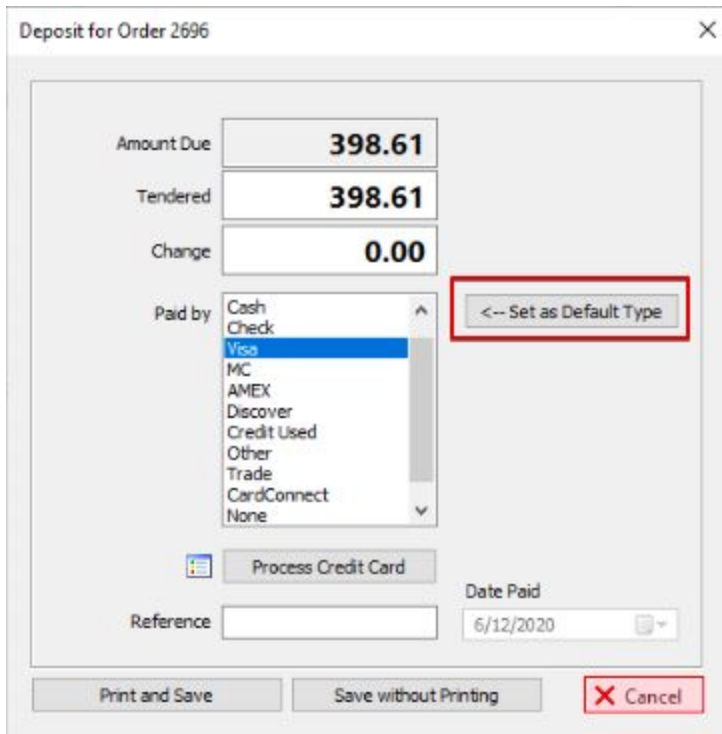 Deposit for Order 2696
Amount Due 398.61
Tendered 398.61
Change 0.00
Paid by
Cash
Check
Visa
MC
AMEX
Discover
Credit Used
Other
Trade
CardConnect
None
<-- Set as Default Type
Process Credit Card
Date Paid
Reference 6/12/2020
Print and Save Save without Printing Cancel